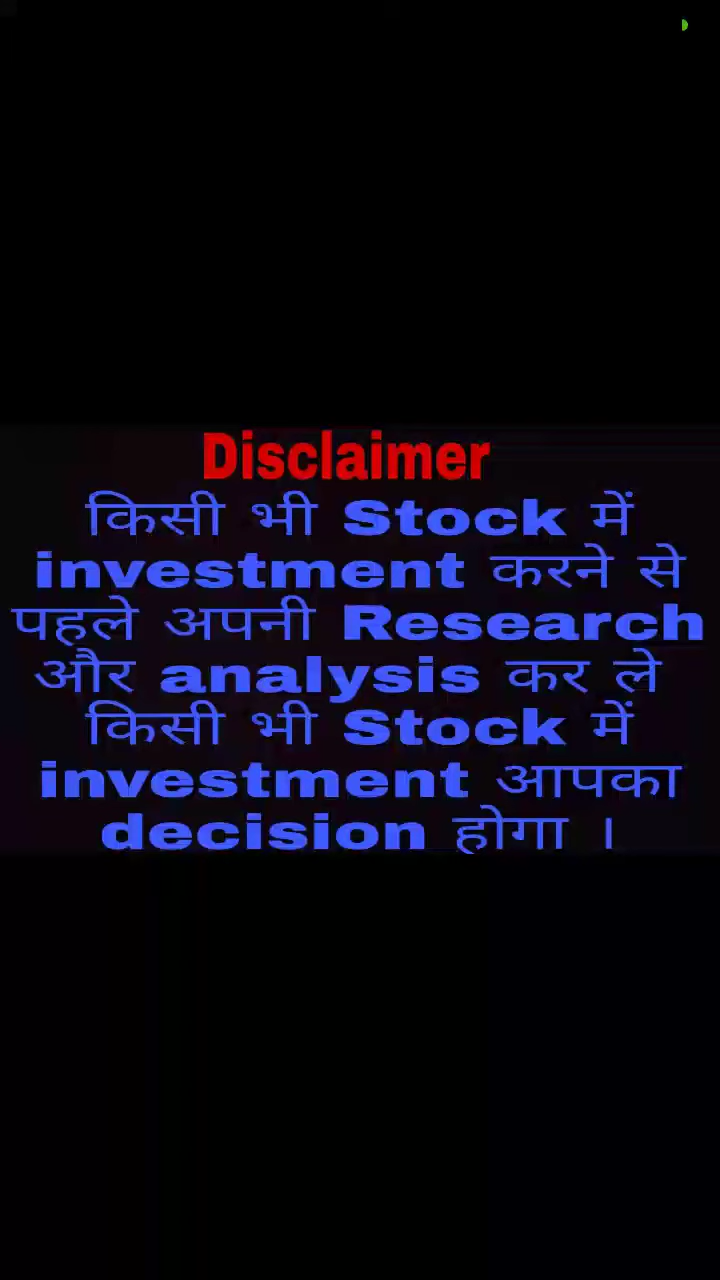 Disclaimer
किसी भी Stock में
investment करने से
पहले अपनी Research
और analysis कर ले
किसी भी Stock में
investment आपका
decision होगा ।